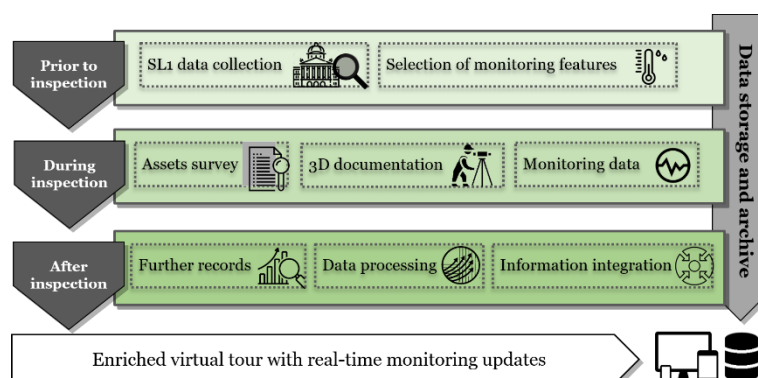 Prior to
inspection
SL1 data collection
Selection of monitoring features
During
inspection
Assets survey
3D documentation
Monitoring data
After
inspection
Further records
Data processing
Information integration
Data storage and archive
Enriched virtual tour with real-time monitoring updates